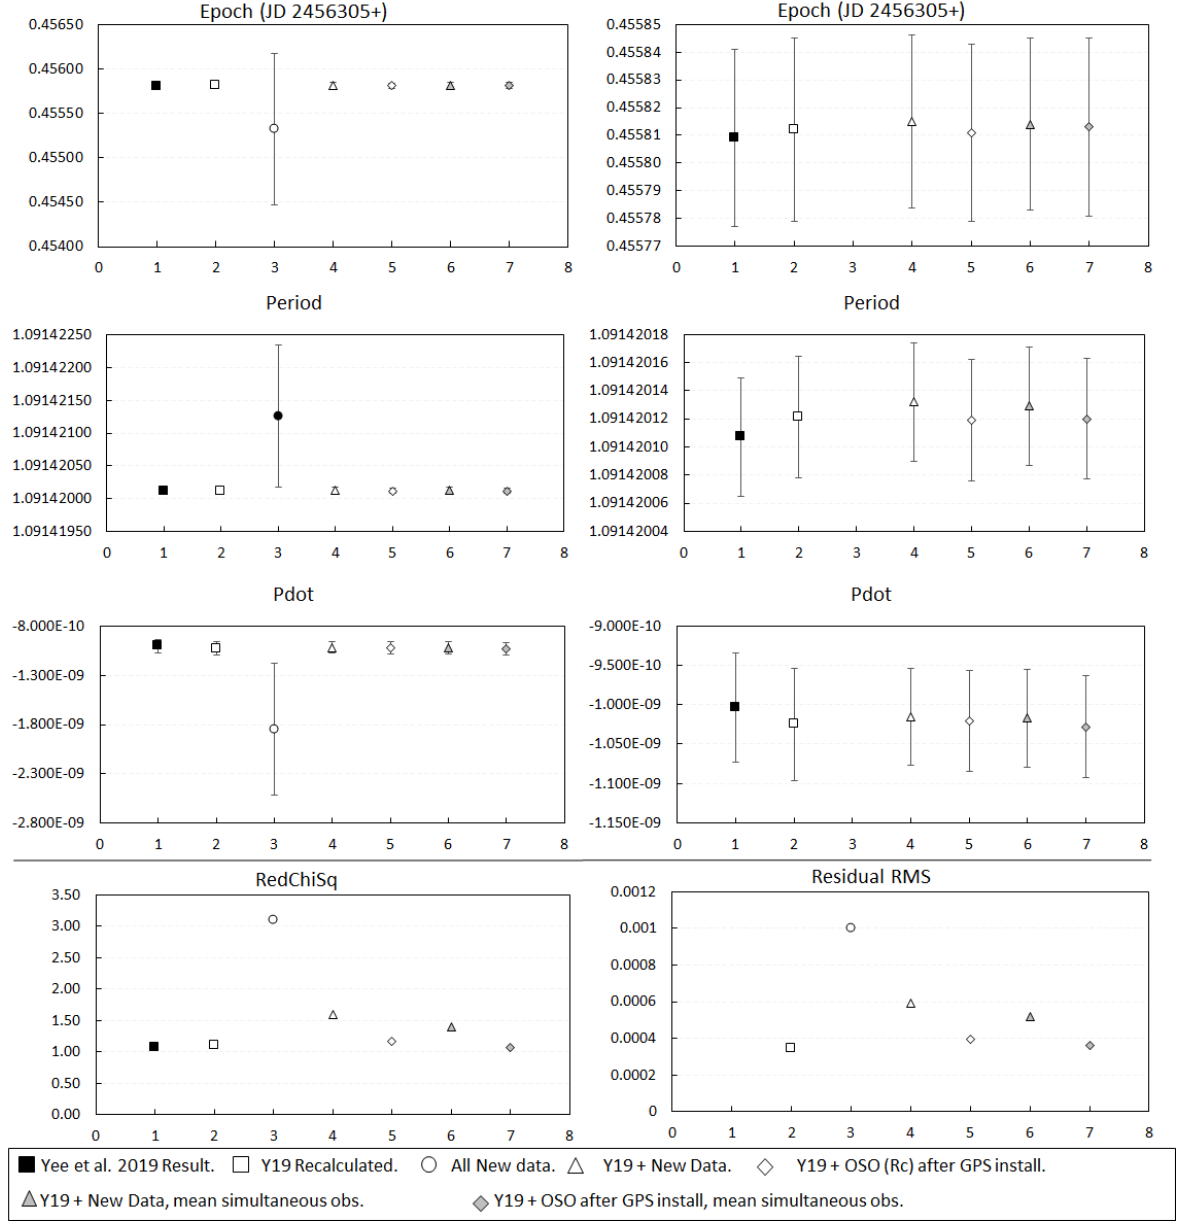 Epoch (JD 2456305+)
0.45650
0.45600
0.45550
0.45500
0.45450
0.45400
0 1 2 3 4 5 6 7 8
Epoch (JD 2456305+)
0.45585
0.45584
0.45583
0.45582
0.45581
0.45580
0.45579
0.45578
0.45577
0 1 2 3 4 5 6 7 8
Period
1.09142250
1.09142200
1.09142150
1.09142100
1.09142050
1.09142000
1.09141950
0 1 2 3 4 5 6 7 8
Period
1.09142018
1.09142016
1.09142014
1.09142012
1.09142010
1.09142008
1.09142006
1.09142004
0 1 2 3 4 5 6 7 8
Pdot
-8.000E-10
-1.300E-09
-1.800E-09
-2.300E-09
-2.800E-09
0 1 2 3 4 5 6 7 8
Pdot
-9.000E-10
-9.500E-10
-1.000E-09
-1.050E-09
-1.100E-09
-1.150E-09
0 1 2 3 4 5 6 7 8
RedChiSq
3.50
3.00
2.50
2.00
1.50
1.00
0.50
0.00
0 1 2 3 4 5 6 7 8
Residual RMS
0.0012
0.001
0.0008
0.0006
0.0004
0.0002
0
0 1 2 3 4 5 6 7 8
Yee et al. 2019 Result. Y19 Recalculated. All New data. Y19 + New Data. Y19 + OSO (Rc) after GPS install.
Y19 + New Data, mean simultaneous obs. Y19 + OSO after GPS install, mean simultaneous obs.